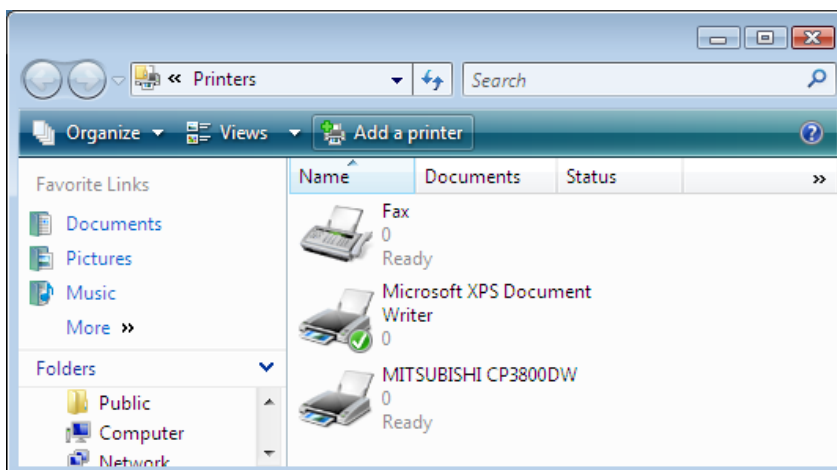 « Printers
Search
Organize Views Add a printer
Favorite Links
Documents
Pictures
Music
More »
Folders
Public
Computer
Network
Name Documents Status »
Fax
0
Ready
Microsoft XPS Document
Writer
0
MITSUBISHI CP3800DW
0
Ready